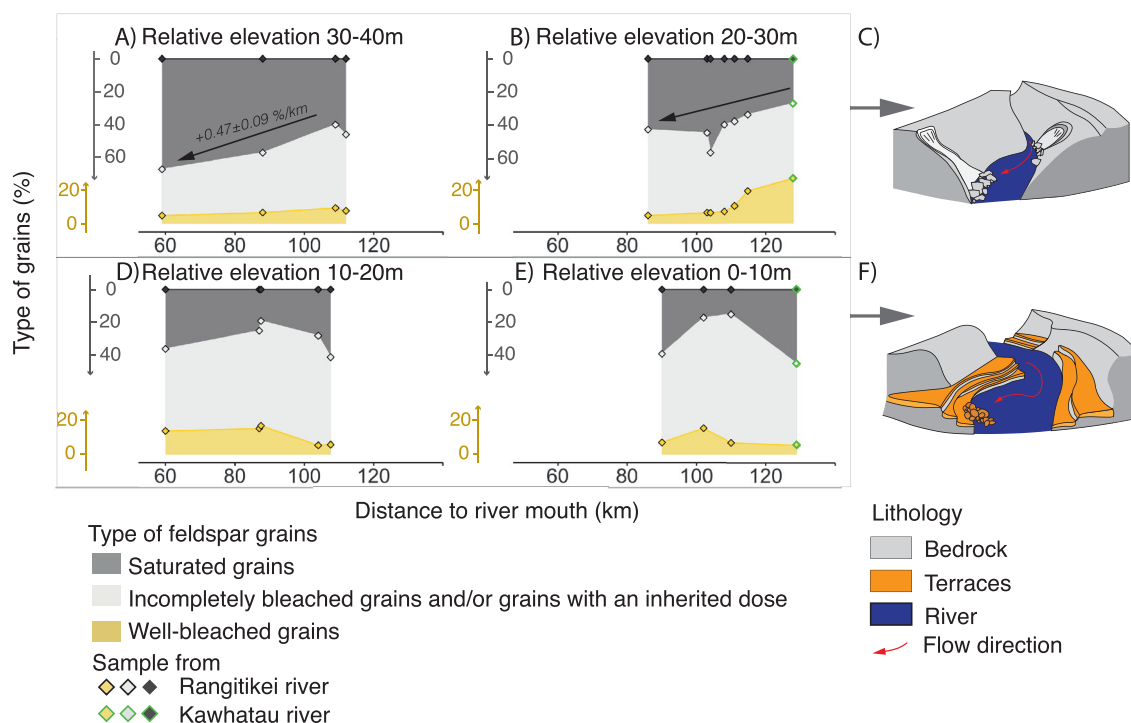 A) Relative elevation 30-40m
B) Relative elevation 20-30m
C)
0
20
40
60
20
0
+0.47±0.09 %/km
60
80
100
120
0
20
40
60
20
0
60
80
100
120
D) Relative elevation 10-20m
E) Relative elevation 0-10m
F)
0
20
40
20
0
60
80
100
120
0
20
40
20
0
60
80
100
120
Type of grains (%)
Distance to river mouth (km)
Type of feldspar grains
Saturated grains
Incompletely bleached grains and/or grains with an inherited dose
Well-bleached grains
Sample from
Rangitikei river
Kawhatau river
Lithology
Bedrock
Terraces
River
Flow direction